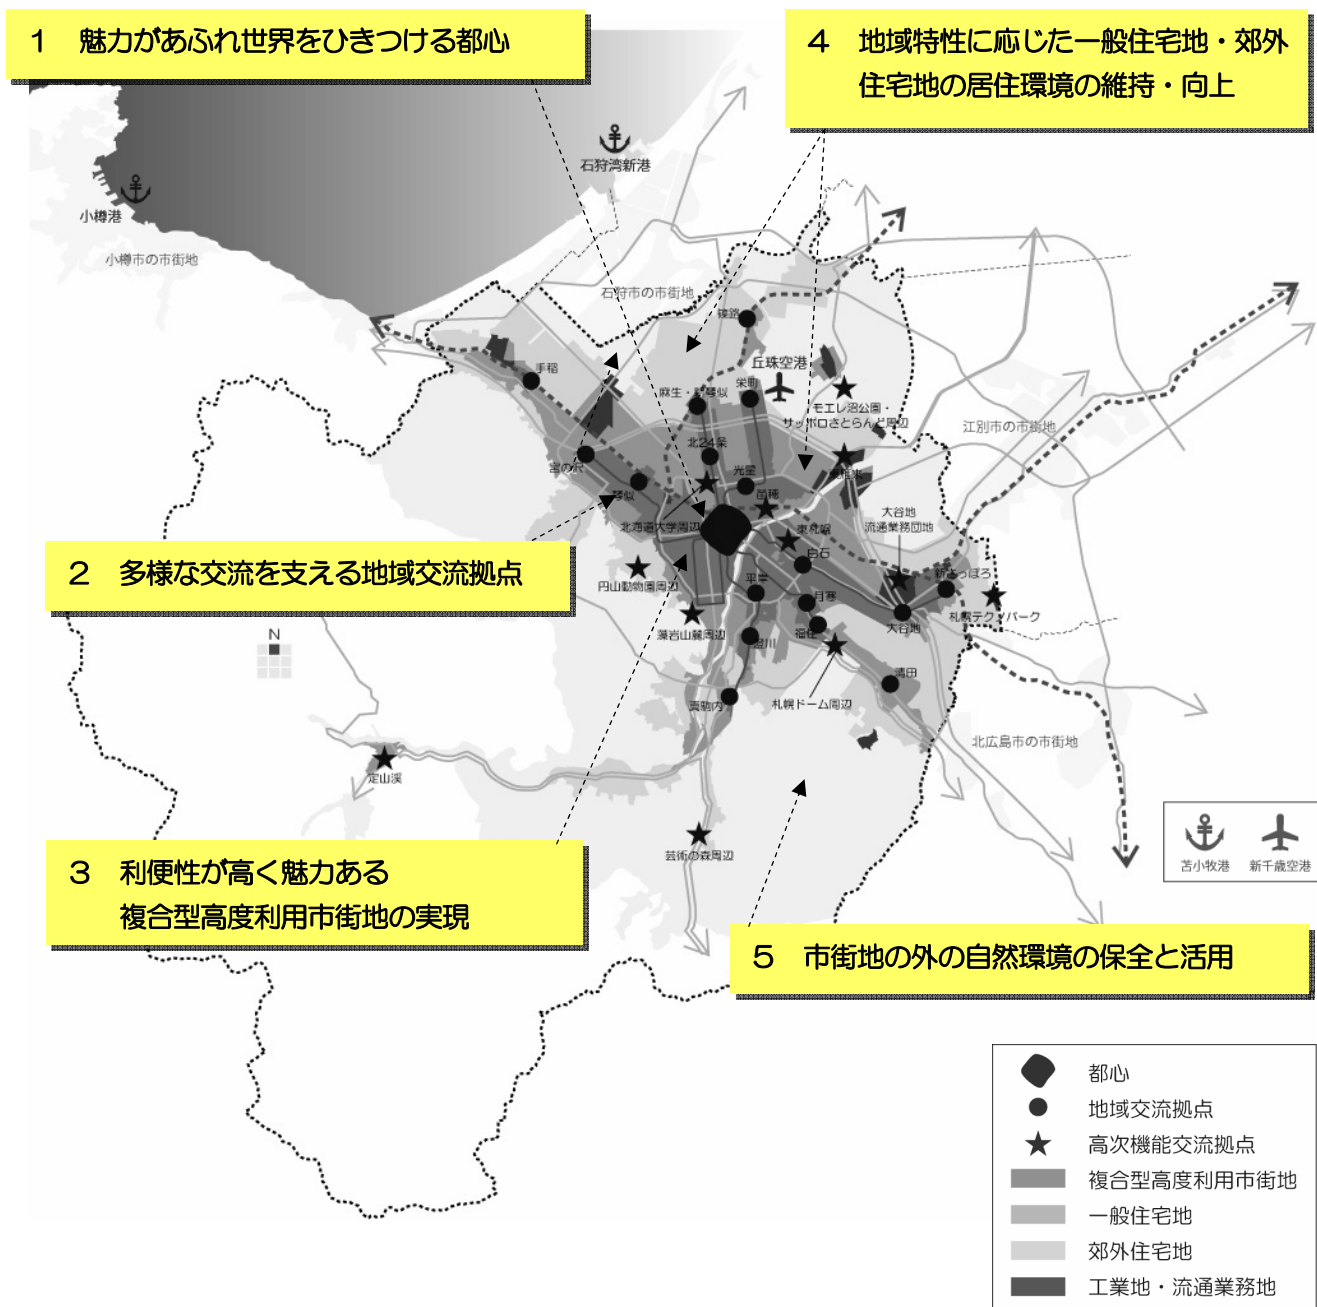 1 魅力があふれ世界をひきつける都心
4 地域特性に応じた一般住宅地・郊外
住宅地の居住環境の維持・向上
石狩湾新港
小樽港
小樽市の市街地
石狩市の市街地
篠路
丘珠空港
手稲
栄町
麻生・新琴似
モエレ沼公園・
サッポロさとらんど周辺
江別市の市街地
北24条
宮の沢
光星
東雁来
琴似
苗穂
大谷地
流通業務団地
北海道大学周辺
東札幌
白石
2 多様な交流を支える地域交流拠点
円山動物園周辺
平岸
新さっぽろ
月寒
札幌テクノパーク
藻岩山麓周辺
福住
大谷地
澄川
N
清田
真駒内
札幌ドーム周辺
北広島市の市街地
定山渓
芸術の森周辺
苫小牧港
新千歳空港
3 利便性が高く魅力ある
複合型高度利用市街地の実現
5 市街地の外の自然環境の保全と活用
都心
地域交流拠点
高次機能交流拠点
複合型高度利用市街地
一般住宅地
郊外住宅地
工業地・流通業務地